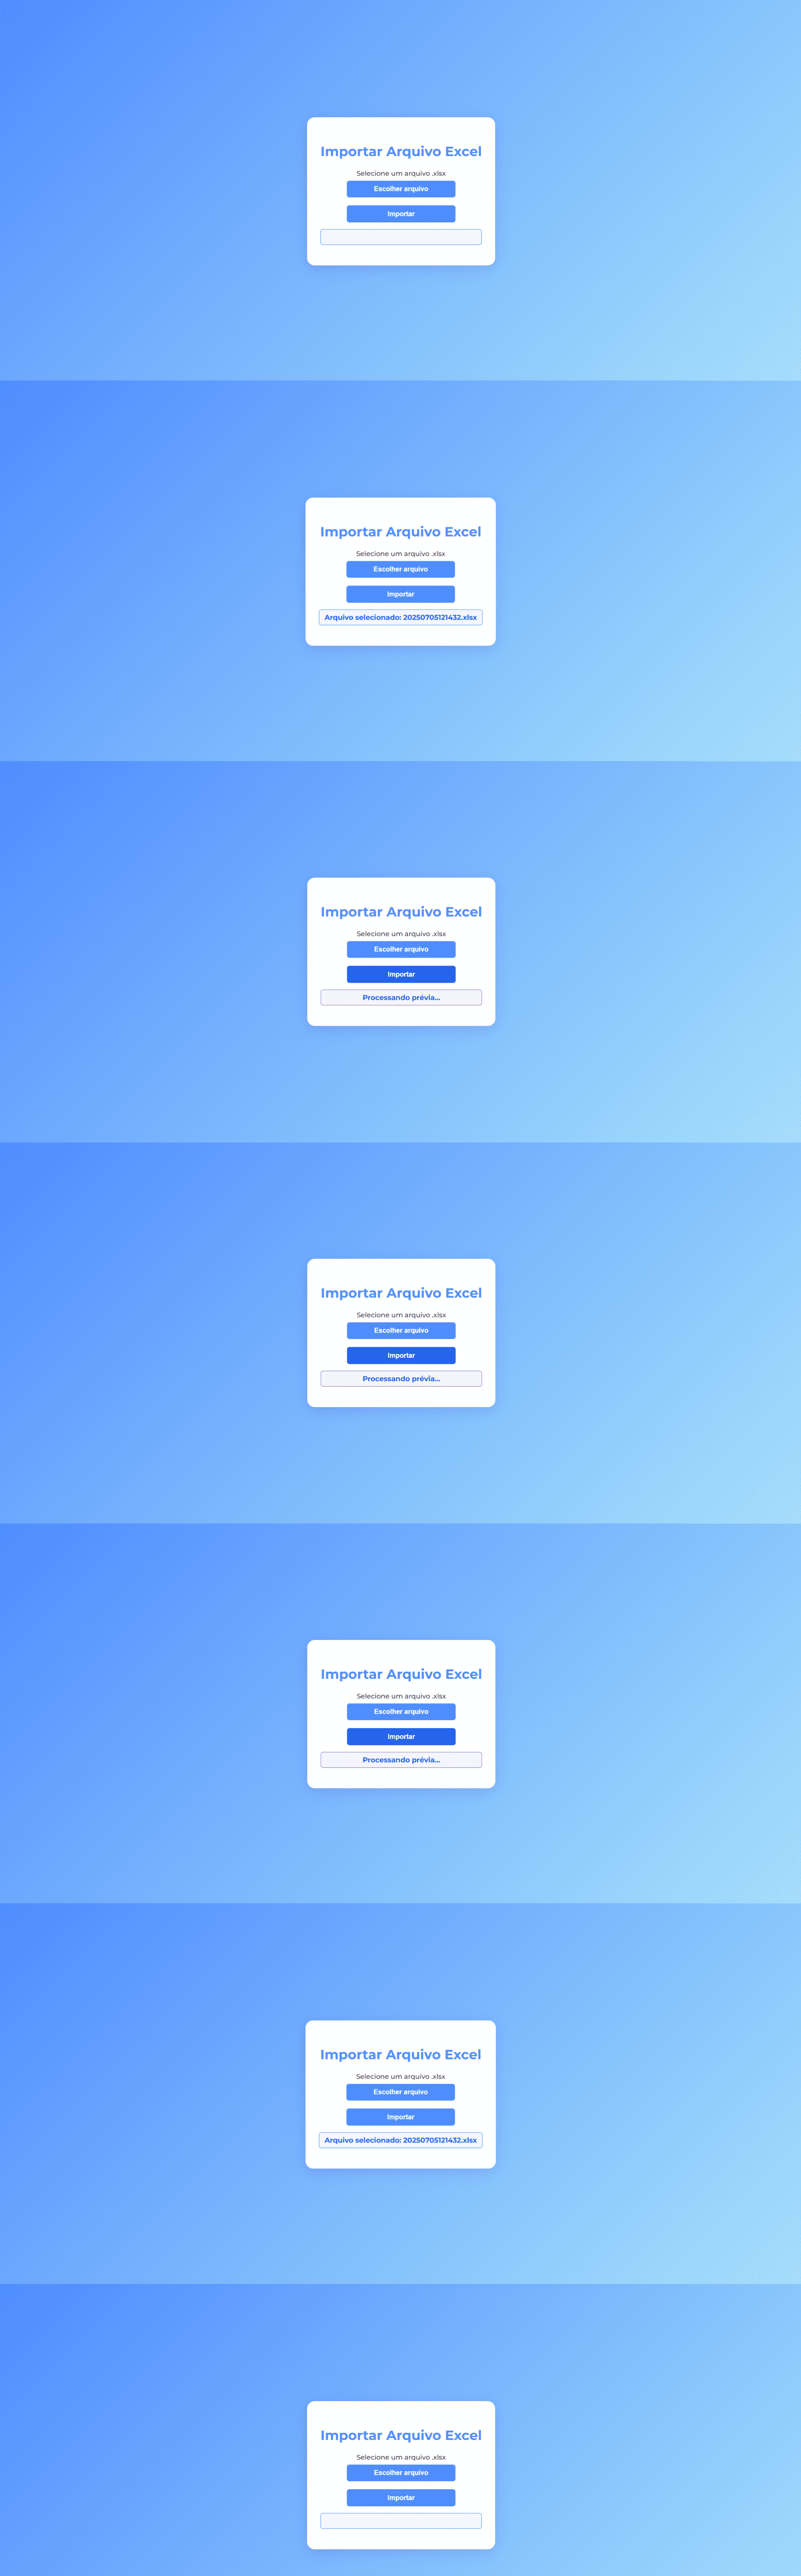 Importar Arquivo Excel
Selecione um arquivo .xlsx
Escolher arquivo
Importar
Importar Arquivo Excel
Selecione um arquivo .xlsx
Escolher arquivo
Importar
Arquivo selecionado: 20250705121432.xlsx
Importar Arquivo Excel
Selecione um arquivo .xlsx
Escolher arquivo
Importar
Processando prévia...
Importar Arquivo Excel
Selecione um arquivo .xlsx
Escolher arquivo
Importar
Processando prévia...
Importar Arquivo Excel
Selecione um arquivo .xlsx
Escolher arquivo
Importar
Processando prévia...
Importar Arquivo Excel
Selecione um arquivo .xlsx
Escolher arquivo
Importar
Arquivo selecionado: 20250705121432.xlsx
Importar Arquivo Excel
Selecione um arquivo .xlsx
Escolher arquivo
Importar